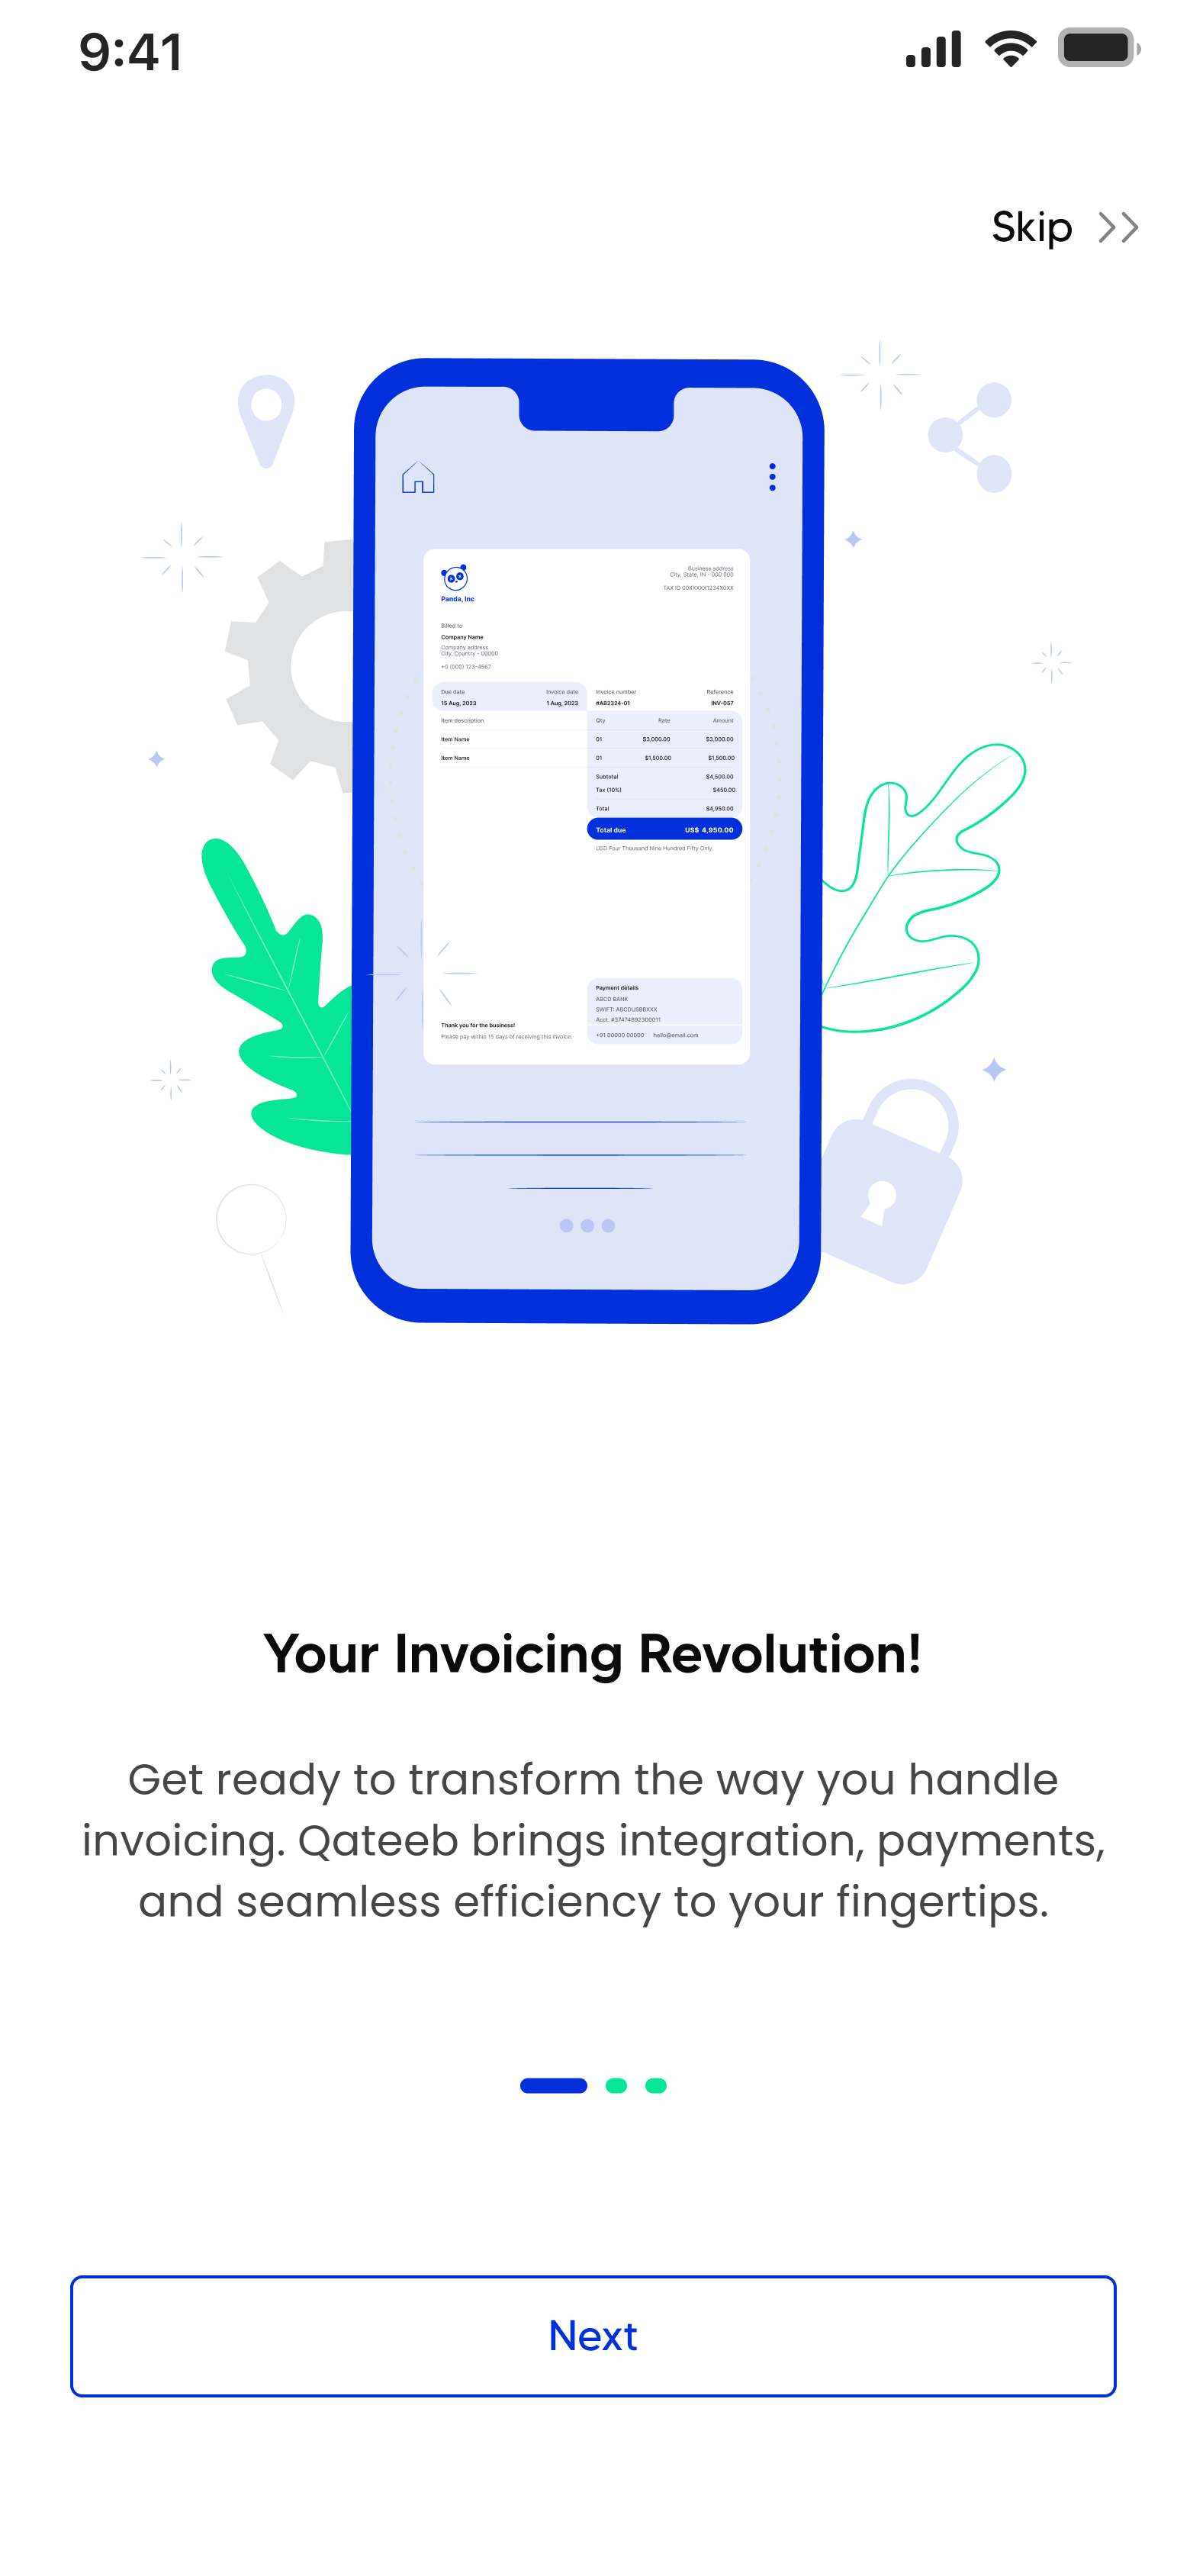 9:41
Skip
Business address
City, State, IN - 000 000
TAX ID 00XXXXX1234X0XX
Panda, Inc
Billed to
Company Name
Company address
City, Country - 00000
+0 (000) 123-4567
Due date Invoice date Invoice number Reference
15 Aug, 2023 1 Aug, 2023 #AB2324-01 INV-057
Item description Qty Rate Amount
Item Name 01 $3,000.00 $3,000.00
Item Name 01 $1,500.00 $1,500.00
Subtotal $4,500.00
Tax (10%) $450.00
Total $4,950.00
Total due US$ 4,950.00
USD Four Thousand Nine Hundred Fifty Only.
Payment details
ABCD BANK
SWIFT: ABCDUSBBXXX
Acct. #37474892300011
Thank you for the business!
+91 00000 00000 hello@email.com
Please pay within 15 days of receiving this invoice.
Your Invoicing Revolution!
Get ready to transform the way you handle
invoicing. Qateeb brings integration, payments,
and seamless efficiency to your fingertips.
Next